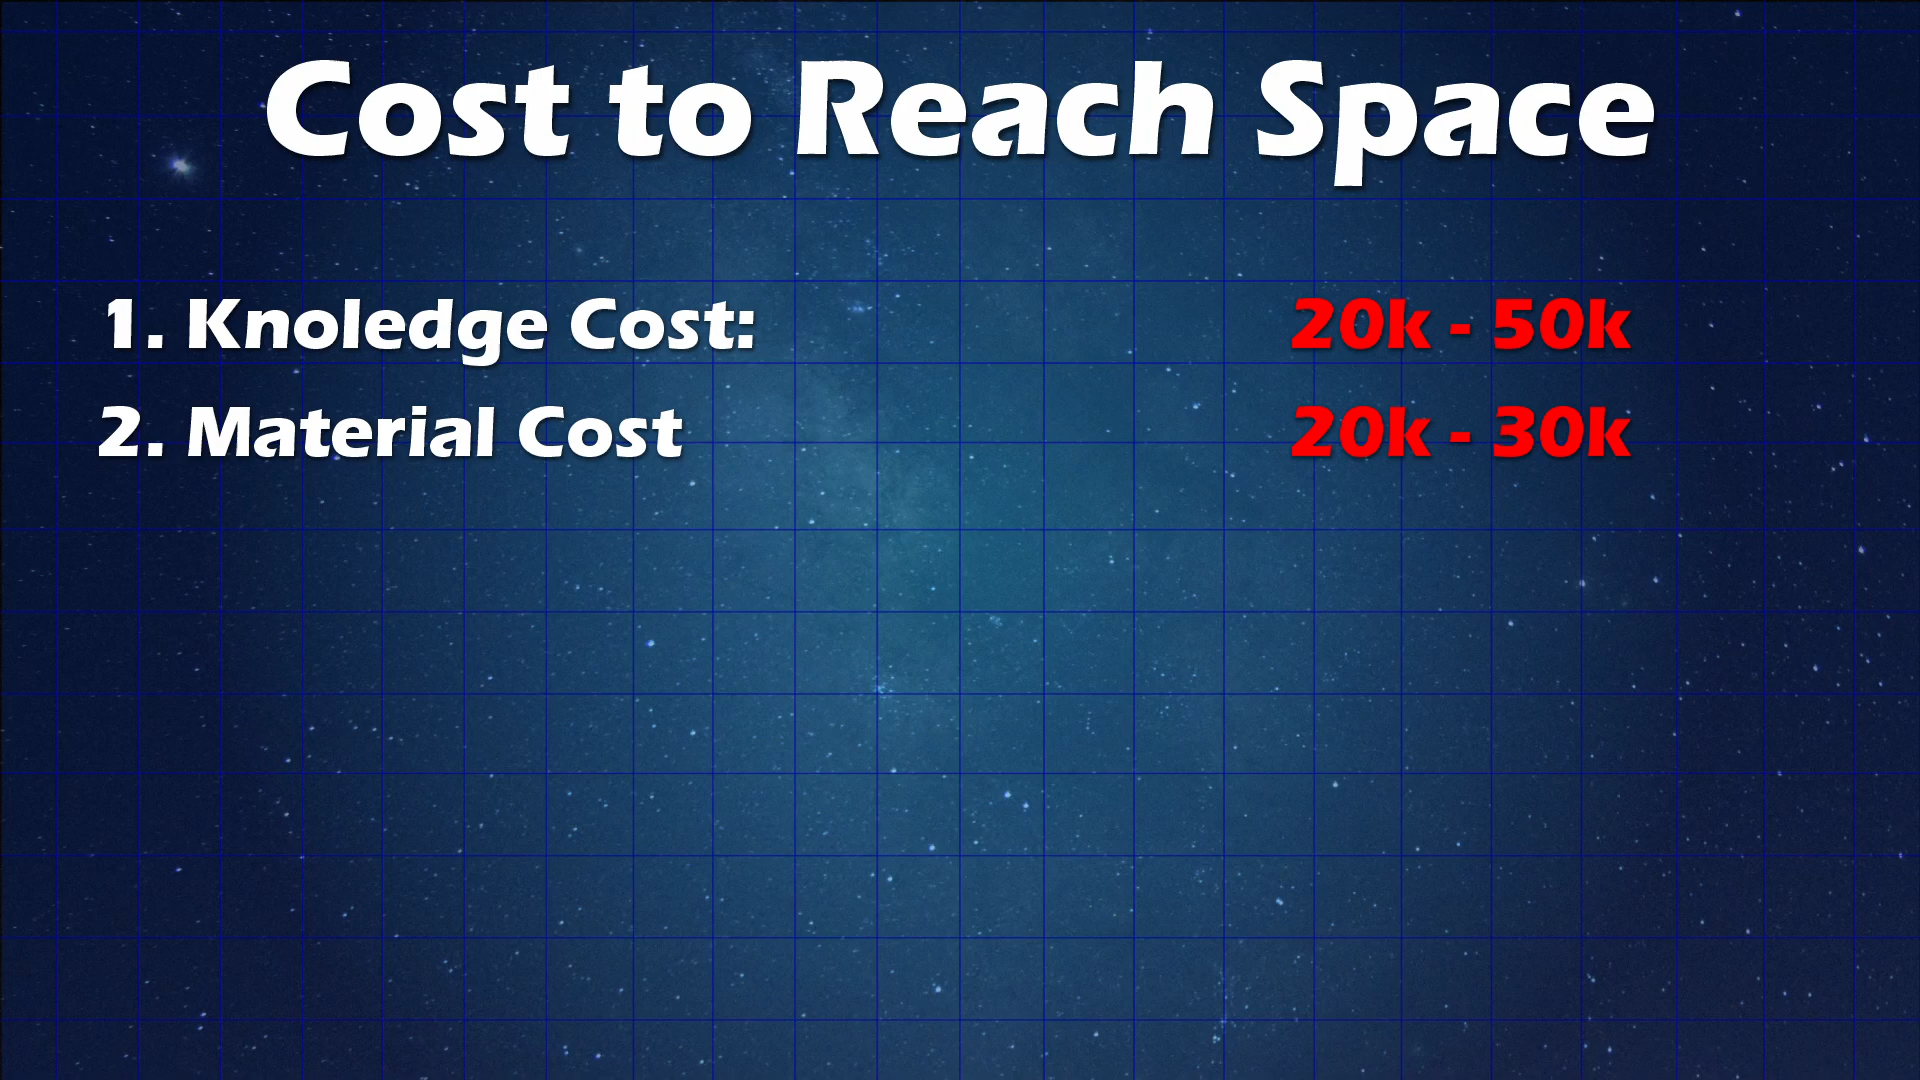 Cost to Reach Space
1. Knoledge Cost: 20k - 50k
2. Material Cost 20k - 30k